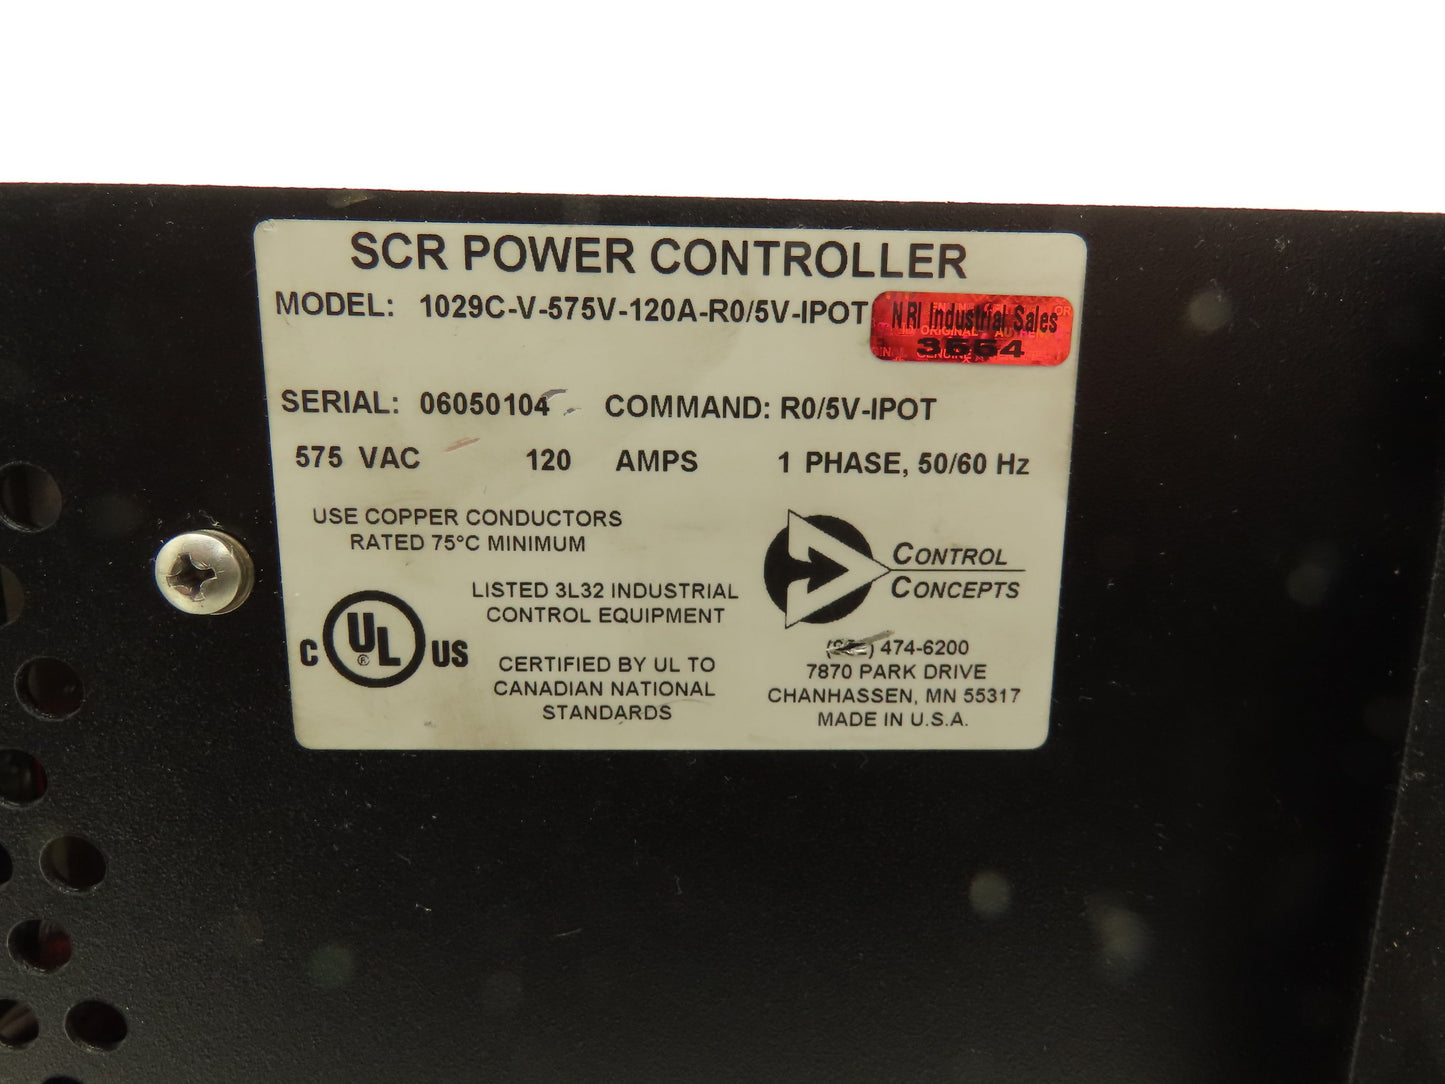 SCR POWER CONTROLLER
MODEL: 1029C-V-575V-120A-R0/5V-IPOT
NRI Industrial Sales
3554
SERIAL: 06050104 COMMAND: R0/5V-IPOT
575 VAC 120 AMPS 1 PHASE, 50/60 Hz
USE COPPER CONDUCTORS
RATED 75°C MINIMUM
C UL ® US
LISTED 3L32 INDUSTRIAL
CONTROL EQUIPMENT
CERTIFIED BY UL TO
CANADIAN NATIONAL
STANDARDS
CONTROL
CONCEPTS
474-6200
7870 PARK DRIVE
CHANHASSEN, MN 55317
MADE IN U.S.A.